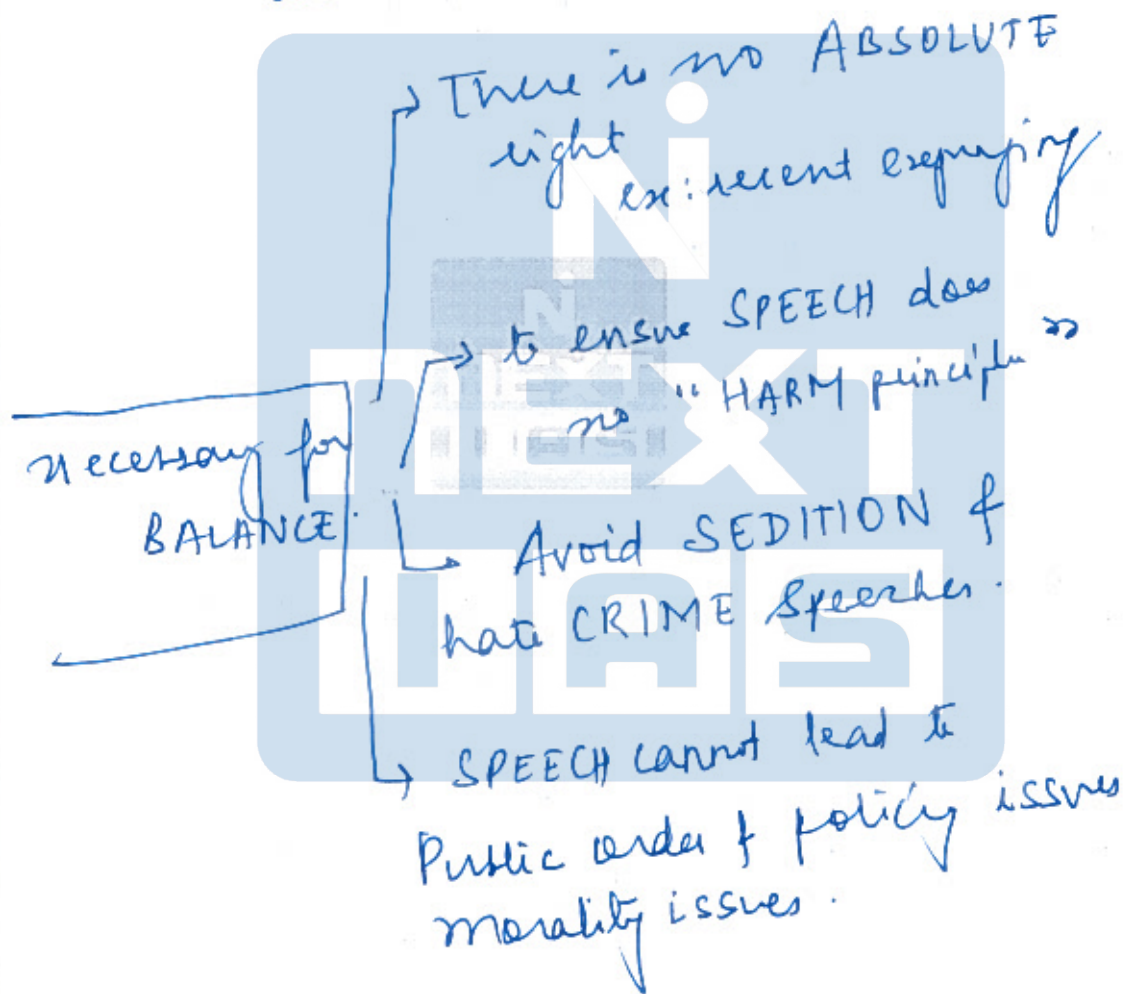 There is no ABSOLUTE
right
ex: recent
to ensure SPEECH does
no "HARM principle"
necessary for
BALANCE.
Avoid SEDITION &
hate CRIME Speeches.
SPEECH cannot lead to
Public order & policy issues
morality issues.
Ni
NEXT
IAS